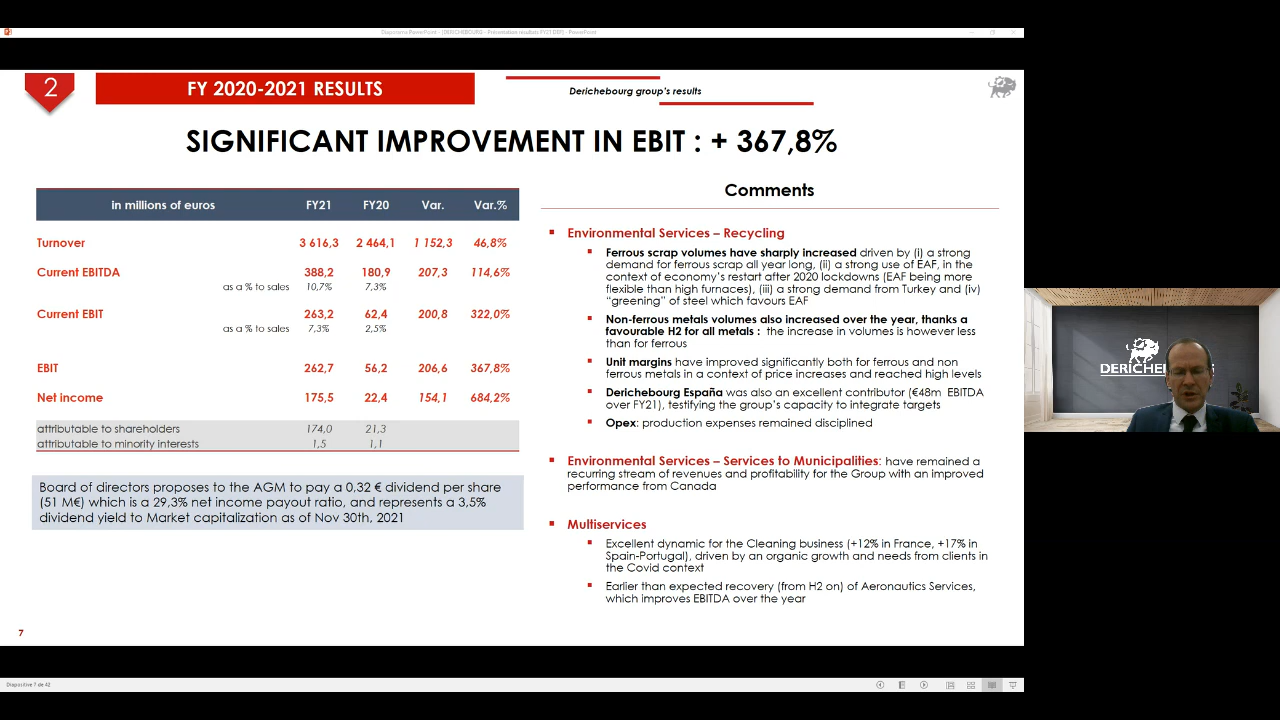 Diaporama PowerPoint - [DERICHEBOURG - Presentation resultats FY21 DEF] - PowerPoint
2
FY 2020-2021 RESULTS
Derichebourg group's results
SIGNIFICANT IMPROVEMENT IN EBIT : + 367,8%
in millions of euros FY21 FY20 Var. Var.%
Turnover 3 616,3 2 464,1 1 152,3 46,8%
Current EBITDA 388,2 180,9 207,3 114,6%
as a % to sales 10,7% 7,3%
Current EBIT 263,2 62,4 200,8 322,0%
as a % to sales 7,3% 2,5%
EBIT 262,7 56,2 206,6 367,8%
Net income 175,5 22,4 154,1 684,2%
attributable to shareholders 174,0 21,3
attributable to minority interests 1,5 1,1
Board of directors proposes to the AGM to pay a 0,32 € dividend per share
(51 M€) which is a 29,3% net income payout ratio, and represents a 3,5%
dividend yield to Market capitalization as of Nov 30th, 2021
Comments
Environmental Services – Recycling
Ferrous scrap volumes have sharply increased driven by (i) a strong
demand for ferrous scrap all year long, (ii) a strong use of EAF, in the
context of economy's restart after 2020 lockdowns (EAF being more
flexible than high furnaces), (iii) a strong demand from Turkey and (iv)
"greening" of steel which favours EAF
Non-ferrous metals volumes also increased over the year, thanks a
favourable H2 for all metals : the increase in volumes is however less
than for ferrous
Unit margins have improved significantly both for ferrous and non
ferrous metals in a context of price increases and reached high levels
Derichebourg España was also an excellent contributor (€48m EBITDA
over FY21), testifying the group's capacity to integrate targets
Opex: production expenses remained disciplined
Environmental Services – Services to Municipalities: have remained a
recurring stream of revenues and profitability for the Group with an improved
performance from Canada
Multiservices
Excellent dynamic for the Cleaning business (+12% in France, +17% in
Spain-Portugal), driven by an organic growth and needs from clients in
the Covid context
Earlier than expected recovery (from H2 on) of Aeronautics Services,
which improves EBITDA over the year
7
DERICHE
Diapositive 7 de 42